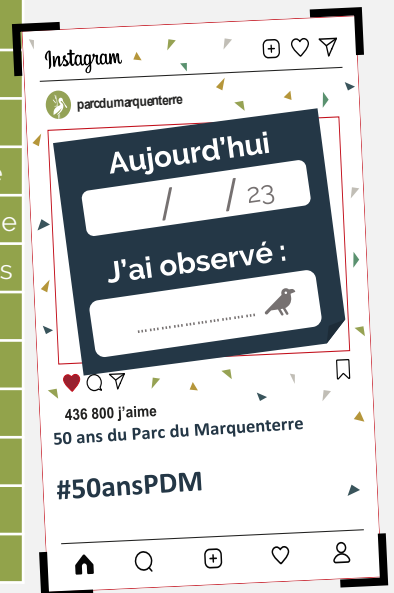 Instagram
parcdumarquenterre
Aujourd'hui
/ / 23
J'ai observé :
....................
436 800 j'aime
50 ans du Parc du Marquenterre
#50ansPDM
e
e
s